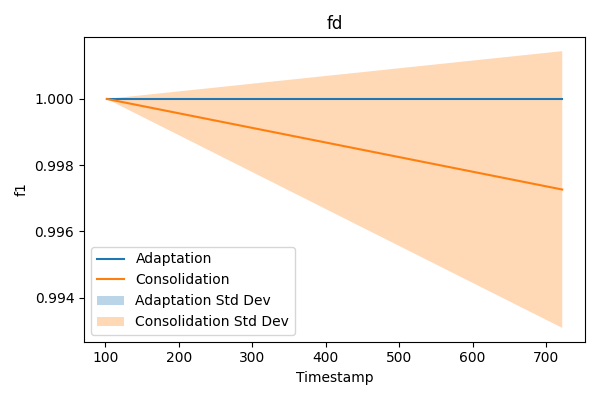 fd
f1
1.000
0.998
0.996
0.994
Adaptation
Consolidation
Adaptation Std Dev
Consolidation Std Dev
100 200 300 400 500 600 700
Timestamp